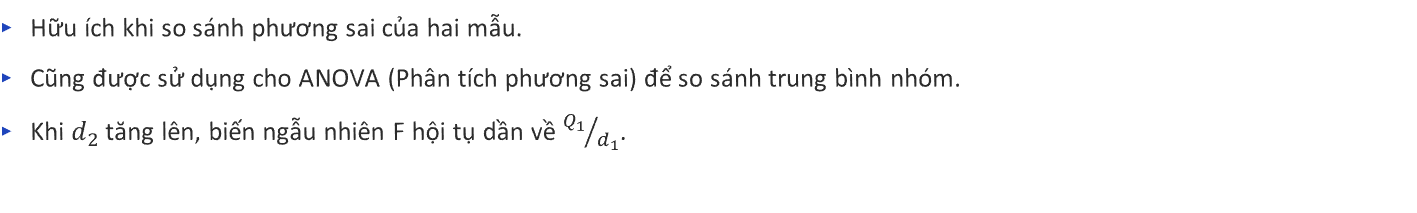 ► Hữu ích khi so sánh phương sai của hai mẫu.
► Cũng được sử dụng cho ANOVA (Phân tích phương sai) để so sánh trung bình nhóm.
► Khi d₂ tăng lên, biến ngẫu nhiên F hội tụ dần về Q₁/d₁.